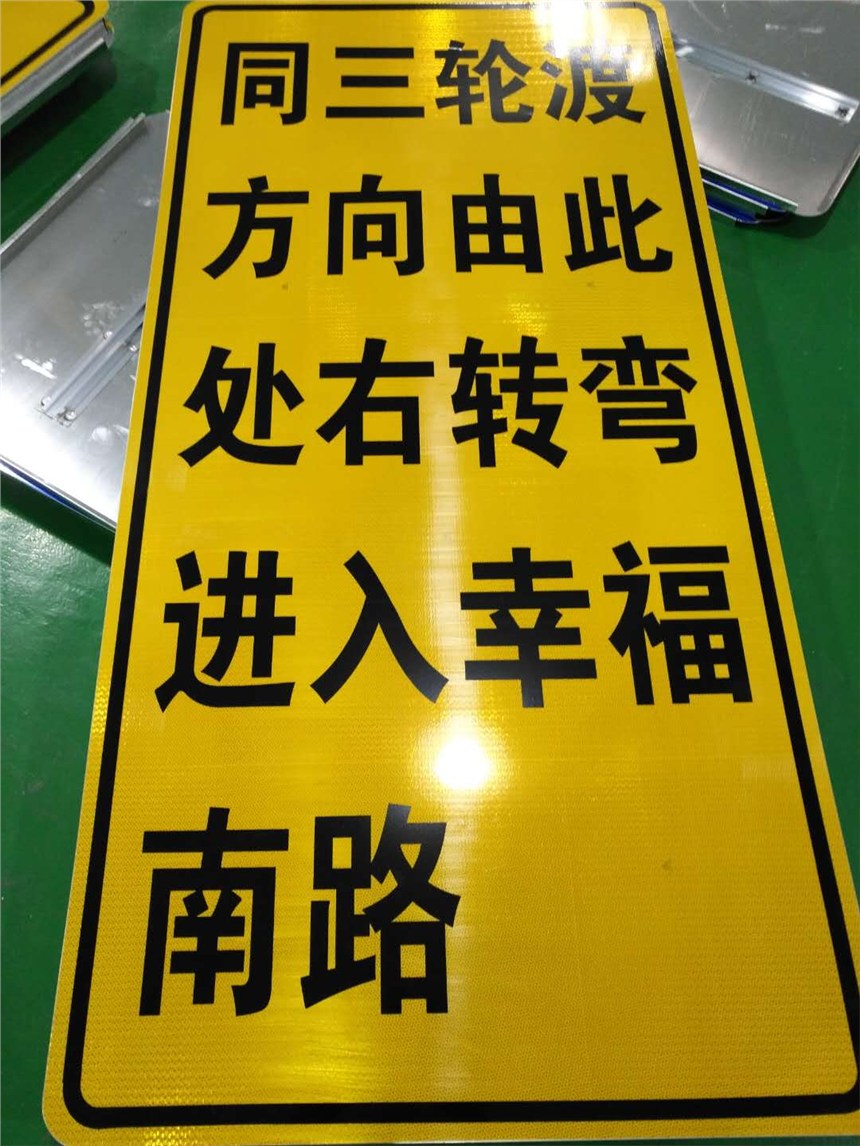 同三轮渡
方向由此
处右转弯
进入幸福
南路